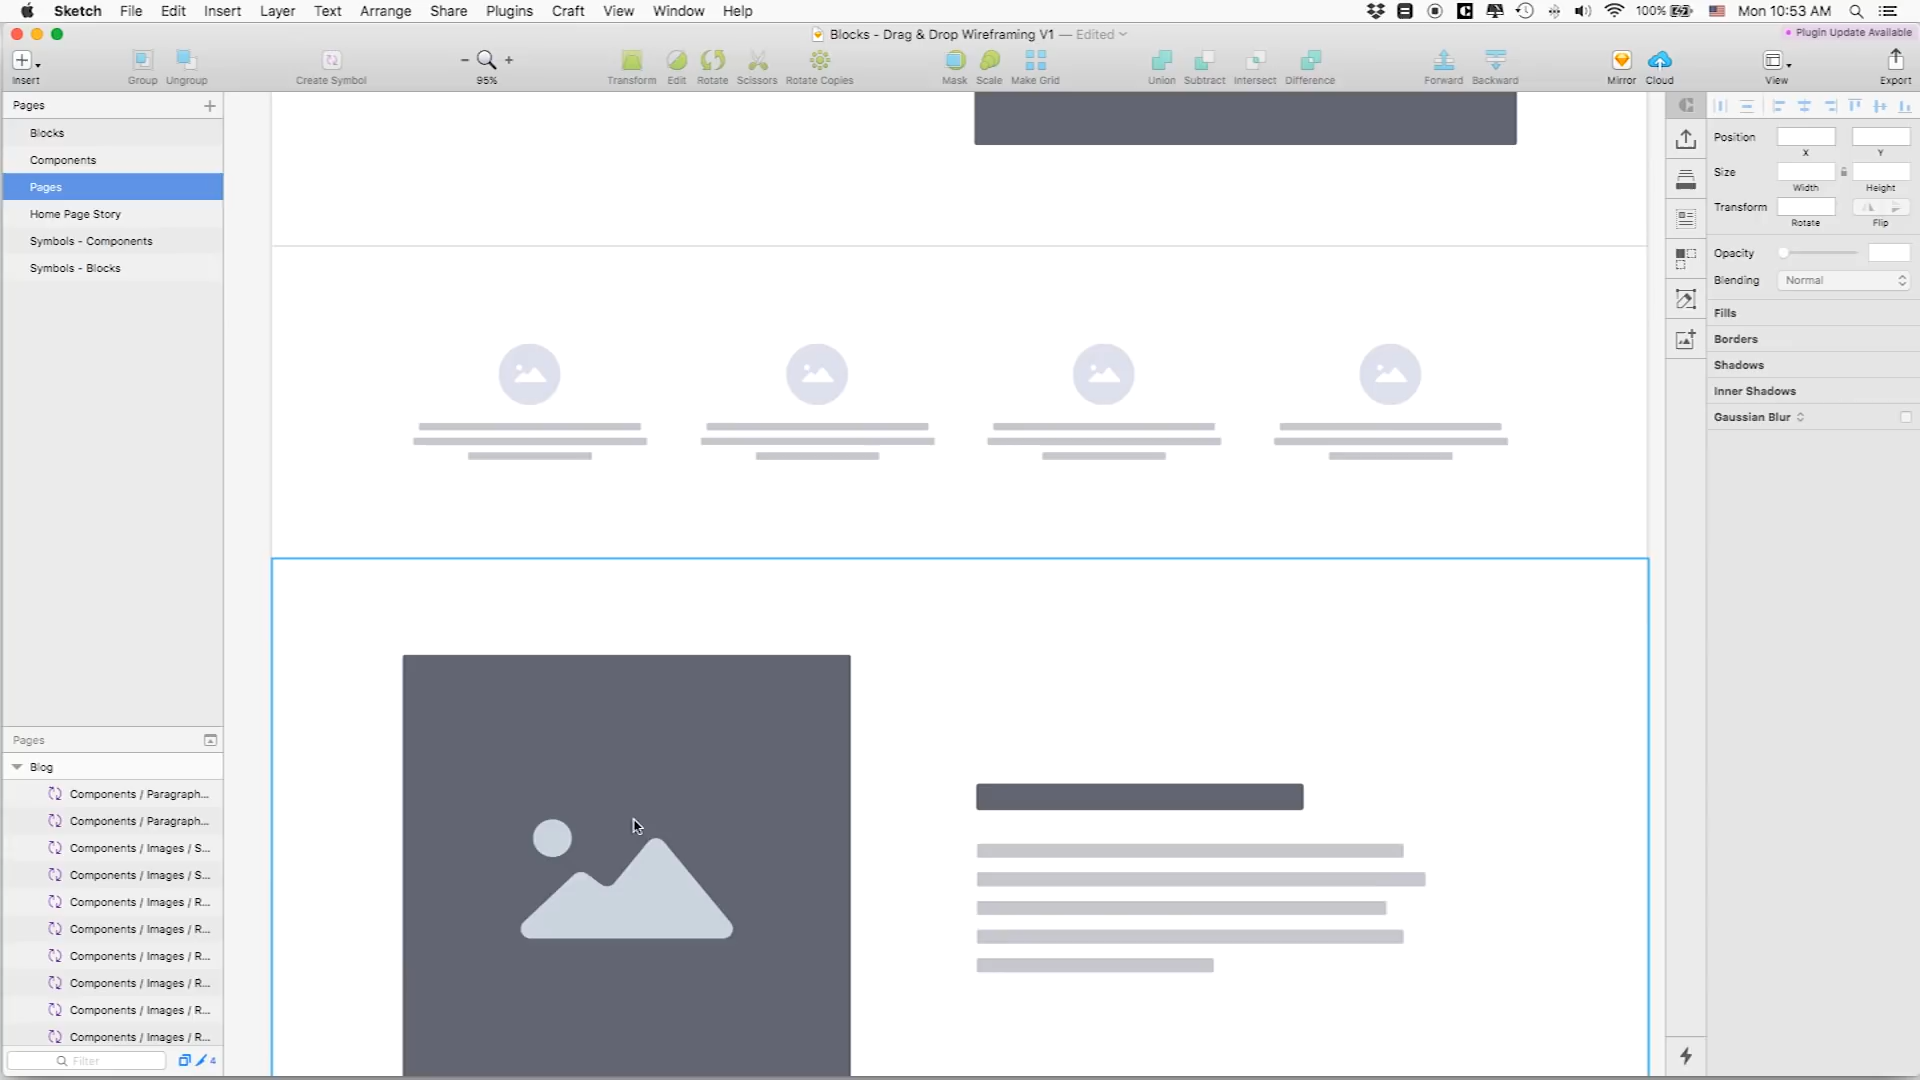 Sketch File Edit Insert Layer Text Arrange Share Plugins Craft View Window Help 100% Mon 10:53 AM
Blocks - Drag & Drop Wireframing V1 — Edited
Plugin Update Available
Insert Group Ungroup Create Symbol 95% Transform Edit Rotate Scissors Rotate Copies Mask Scale Make Grid Union Subtract Intersect Difference Forward Backward Mirror Cloud View Export
Pages
Blocks
Components
Pages
Home Page Story
Symbols - Components
Symbols - Blocks
Pages
Blog
Components / Paragraph...
Components / Paragraph...
Components / Images / S...
Components / Images / S...
Components / Images / R...
Components / Images / R...
Components / Images / R...
Components / Images / R...
Components / Images / R...
Components / Images / R...
Filter
4
Position
X Y
Size
Width Height
Transform
Rotate Flip
Opacity
Blending Normal
Fills
Borders
Shadows
Inner Shadows
Gaussian Blur